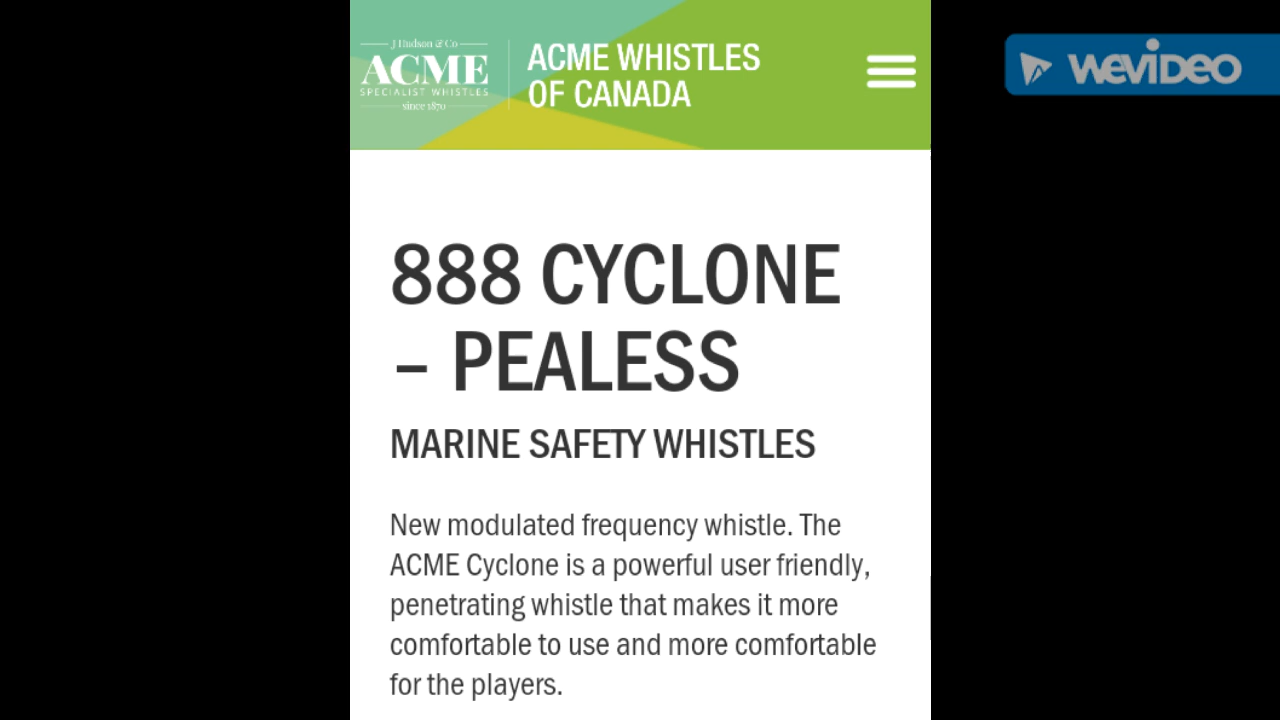 J Hudson & Co
ACME
SPECIALIST WHISTLES
since 1870
ACME WHISTLES
OF CANADA
WEVIDEO
888 CYCLONE
– PEALESS
MARINE SAFETY WHISTLES
New modulated frequency whistle. The
ACME Cyclone is a powerful user friendly,
penetrating whistle that makes it more
comfortable to use and more comfortable
for the players.